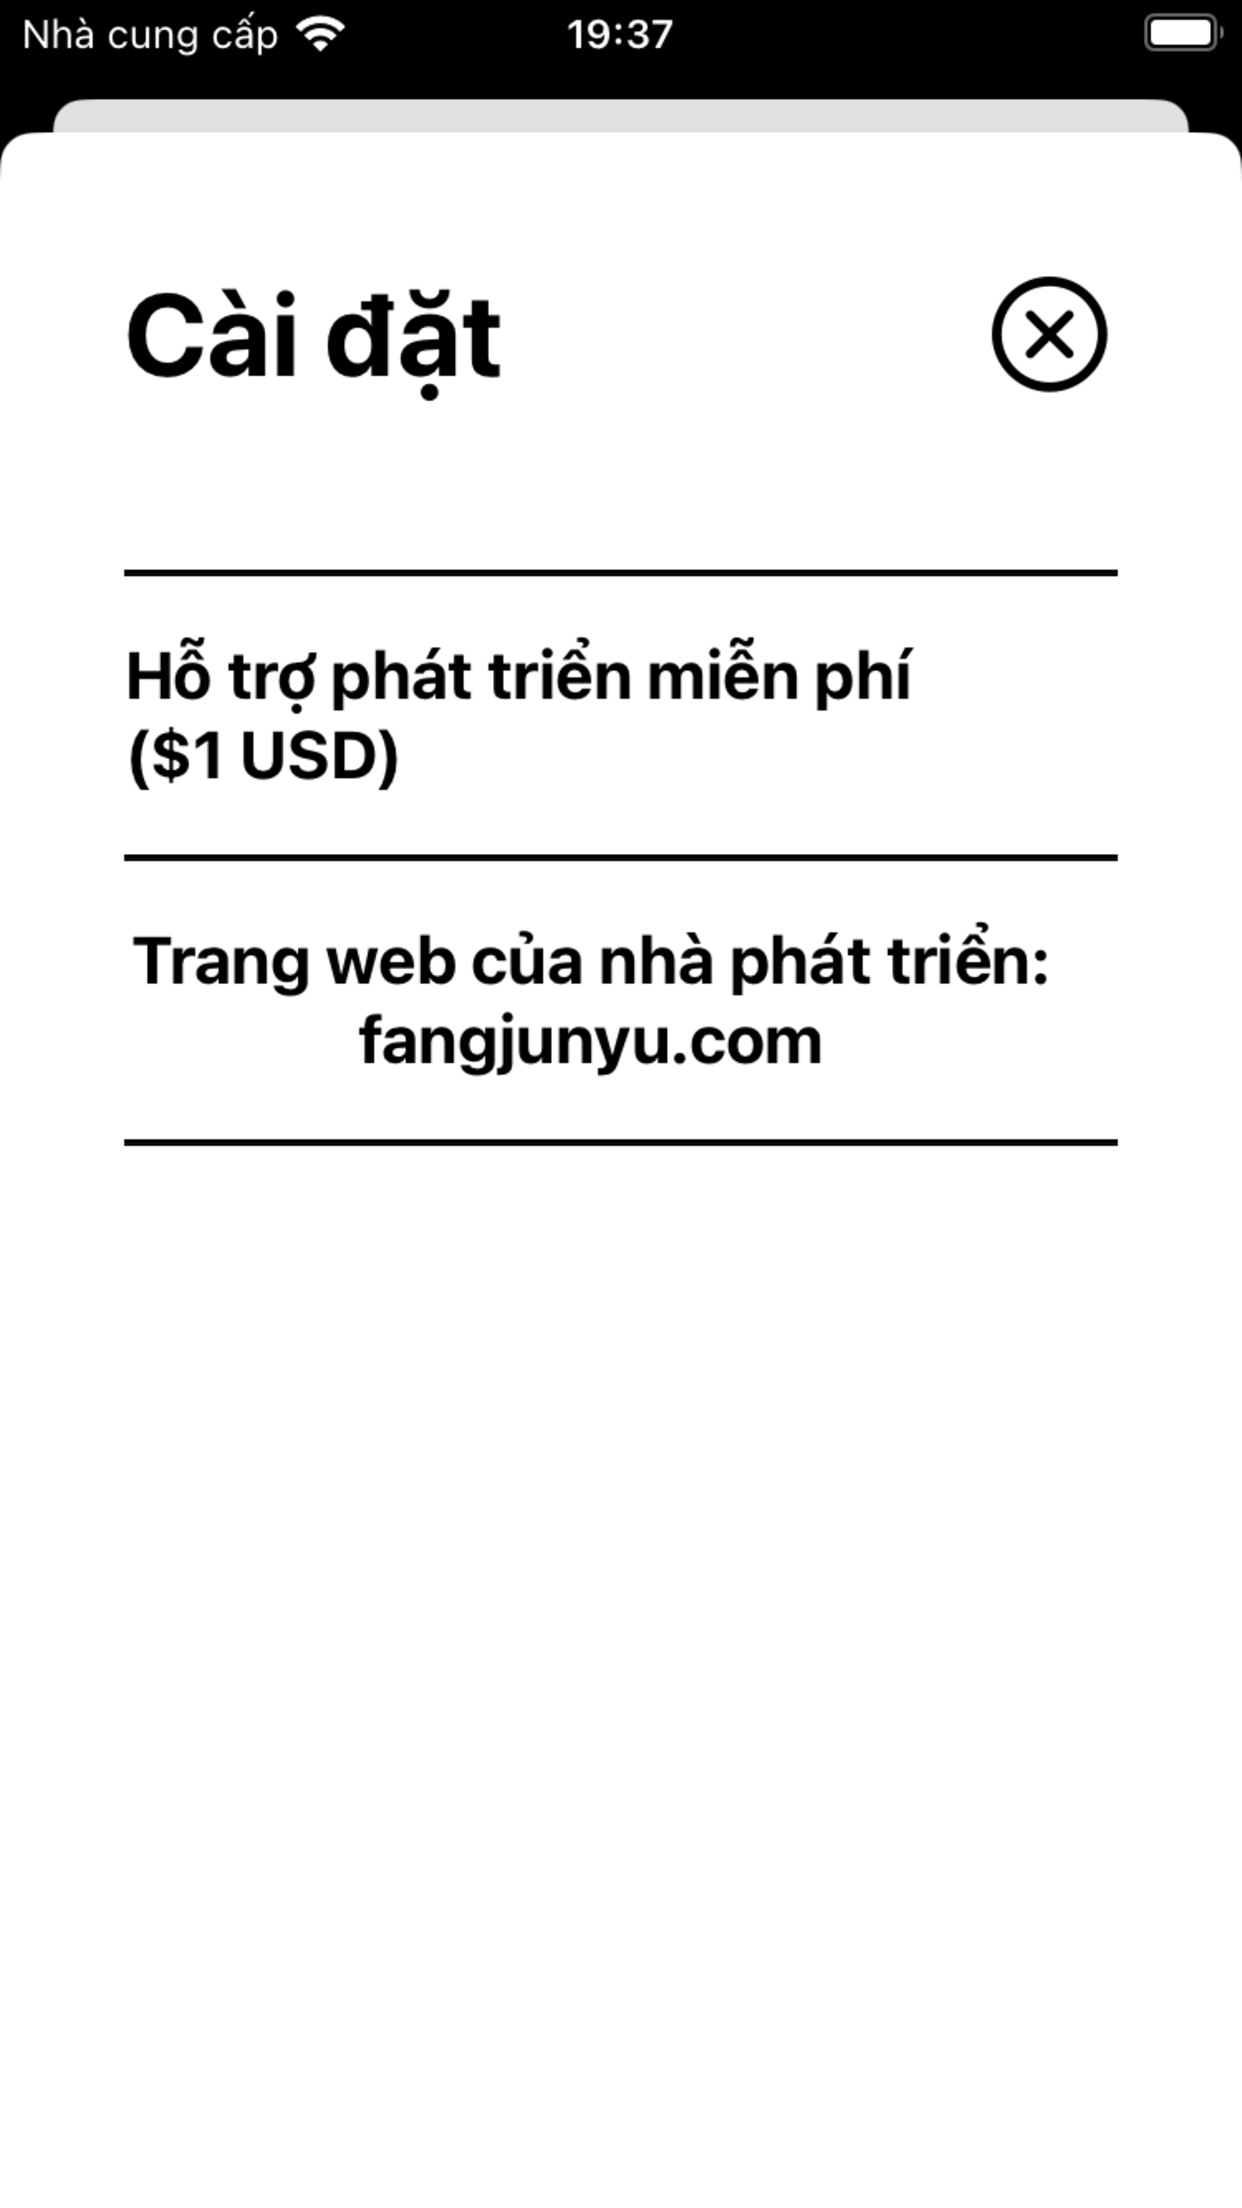 Nhà cung cấp 19:37
Cài đặt
Hỗ trợ phát triển miễn phí
($1 USD)
Trang web của nhà phát triển:
fangjunyu.com